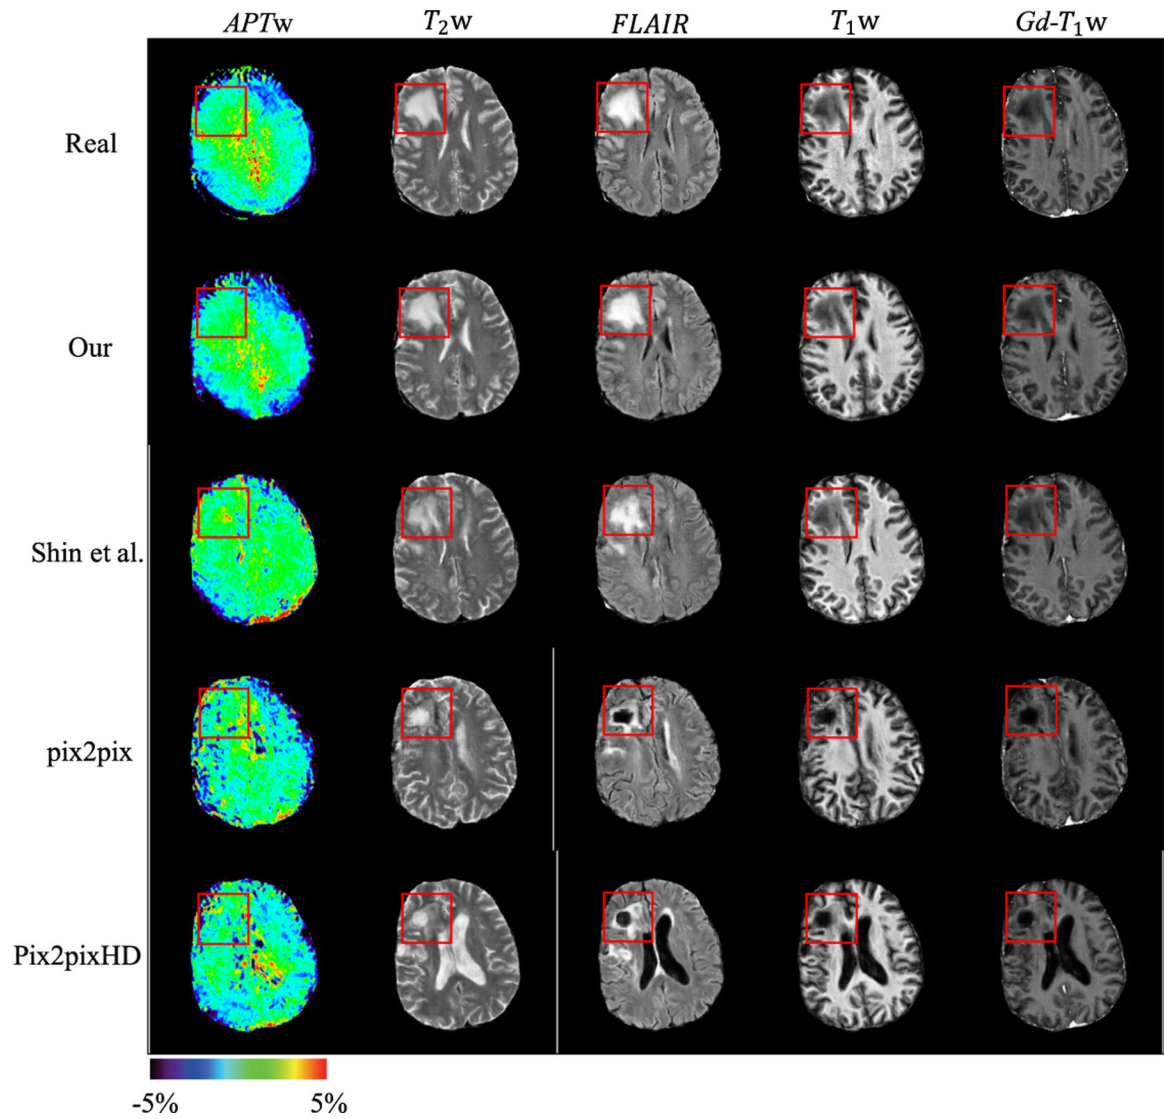 APTw T₂w FLAIR T₁w Gd-T₁w
Real
Our
Shin et al.
pix2pix
Pix2pixHD
-5% 5%